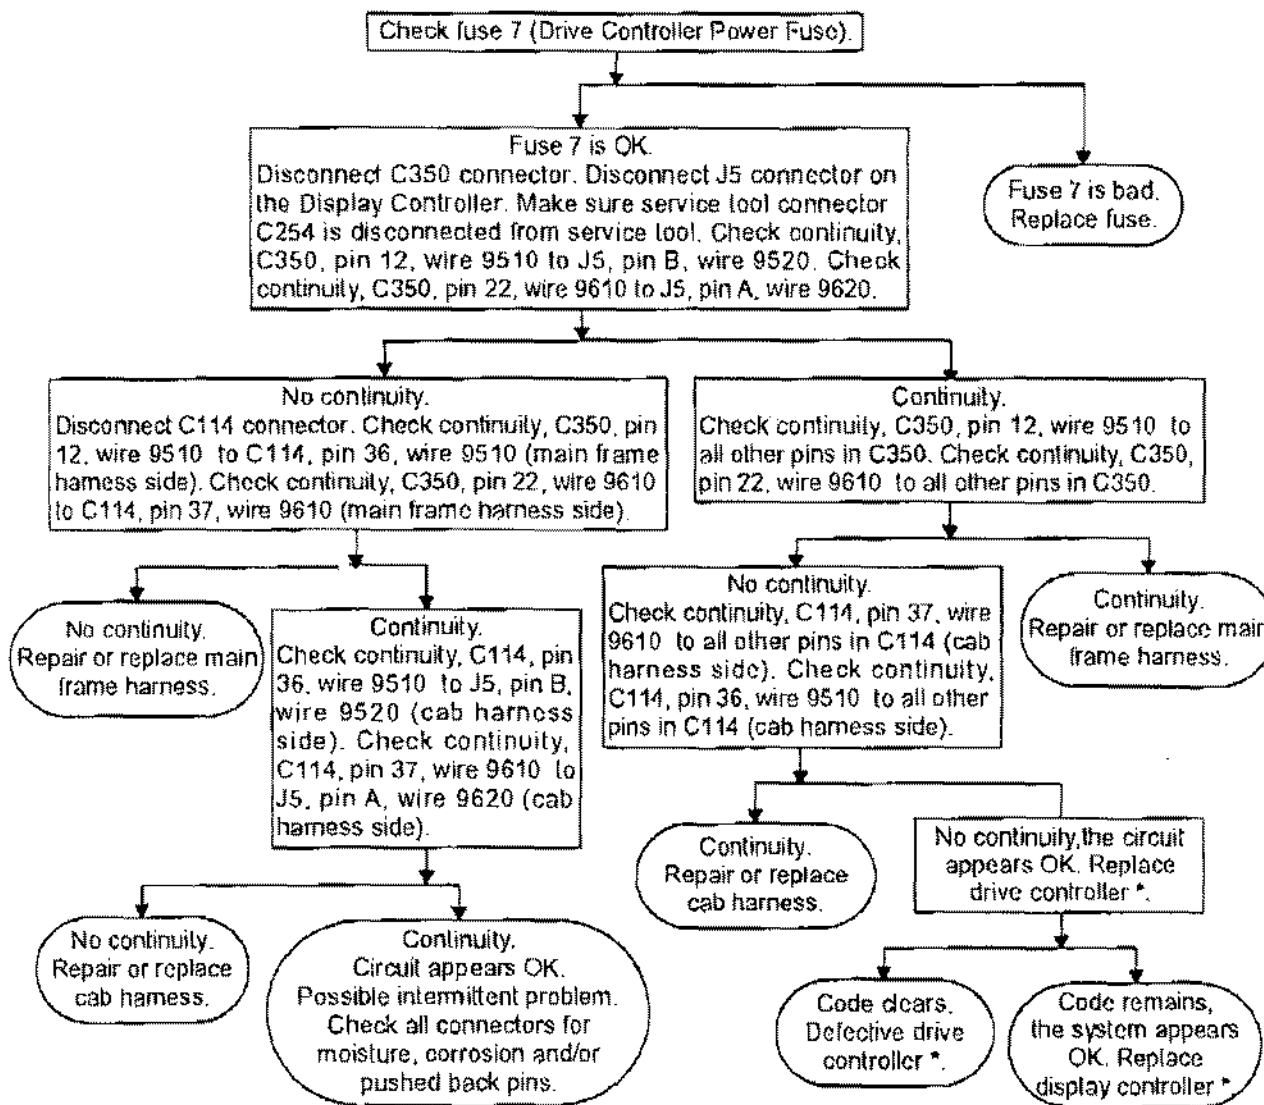 Check fuse 7 (Drive Controller Power Fuse).
Fuse 7 is OK.
Disconnect C350 connector. Disconnect J5 connector on
the Display Controller. Make sure service tool connector
C254 is disconnected from service tool. Check continuity,
C350, pin 12, wire 9510 to J5, pin B, wire 9520. Check
continuity, C350, pin 22, wire 9610 to J5, pin A, wire 9620.
Fuse 7 is bad.
Replace fuse.
No continuity.
Disconnect C114 connector. Check continuity, C350, pin
12, wire 9510 to C114, pin 36, wire 9510 (main frame
harness side). Check continuity, C350, pin 22, wire 9610
to C114, pin 37, wire 9610 (main frame harness side).
Continuity.
Check continuity, C350, pin 12, wire 9510 to
all other pins in C350. Check continuity, C350,
pin 22, wire 9610 to all other pins in C350.
No continuity.
Repair or replace main
frame harness.
Continuity.
Check continuity, C114, pin
36, wire 9510 to J5, pin B,
wire 9520 (cab harness
side). Check continuity,
C114, pin 37, wire 9610 to
J5, pin A, wire 9620 (cab
harness side).
No continuity.
Check continuity, C114, pin 37, wire
9610 to all other pins in C114 (cab
harness side). Check continuity,
C114, pin 36, wire 9510 to all other
pins in C114 (cab harness side).
Continuity.
Repair or replace main
frame harness.
No continuity.
Repair or replace
cab harness.
Continuity.
Circuit appears OK.
Possible intermittent problem.
Check all connectors for
moisture, corrosion and/or
pushed back pins.
Continuity.
Repair or replace
cab harness.
No continuity,the circuit
appears OK. Replace
drive controller *.
Code clears.
Defective drive
controller *.
Code remains,
the system appears
OK. Replace
display controller *